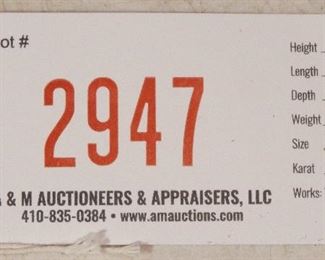 ot #
2947
& M AUCTIONEERS & APPRAISERS, LLC
410-835-0384 • www.amauctions.com
Height
Length
Depth
Weight
Size
Karat
Works: